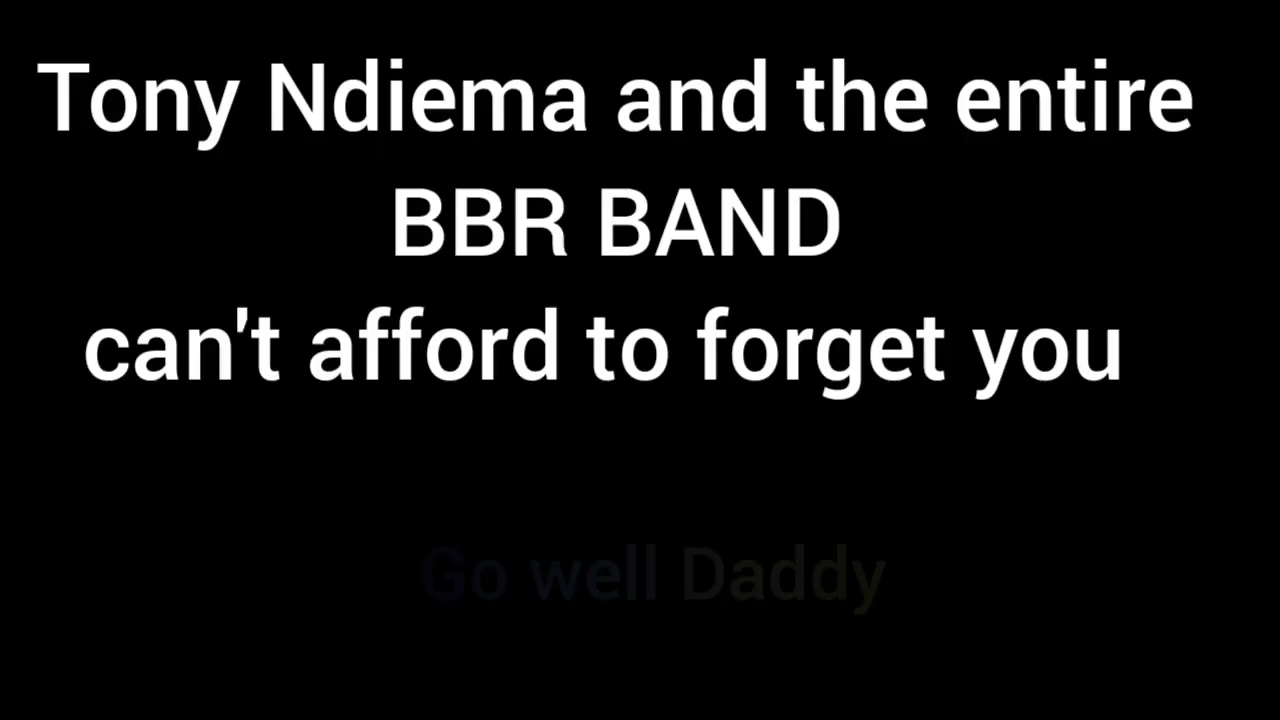 Tony Ndiema and the entire
BBR BAND
can't afford to forget you
Go well Daddy